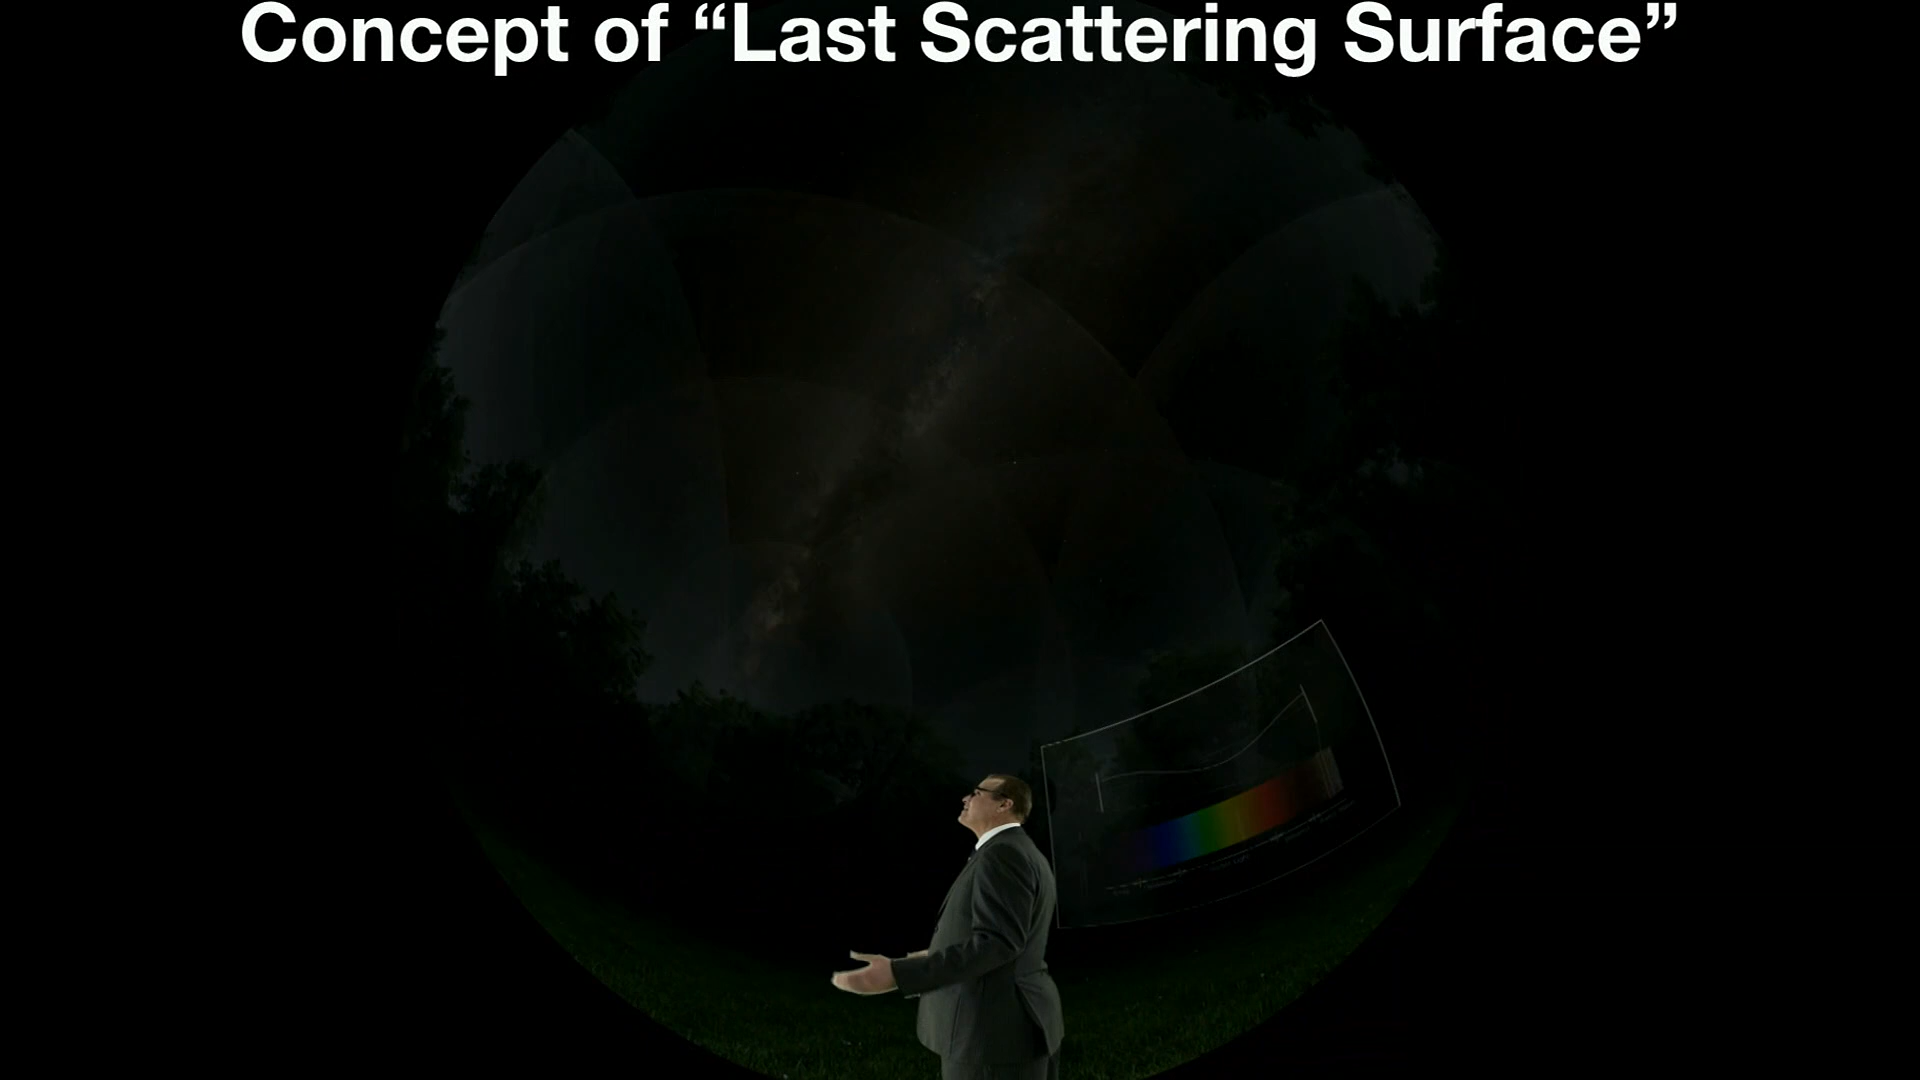 Concept of “Last Scattering Surface”